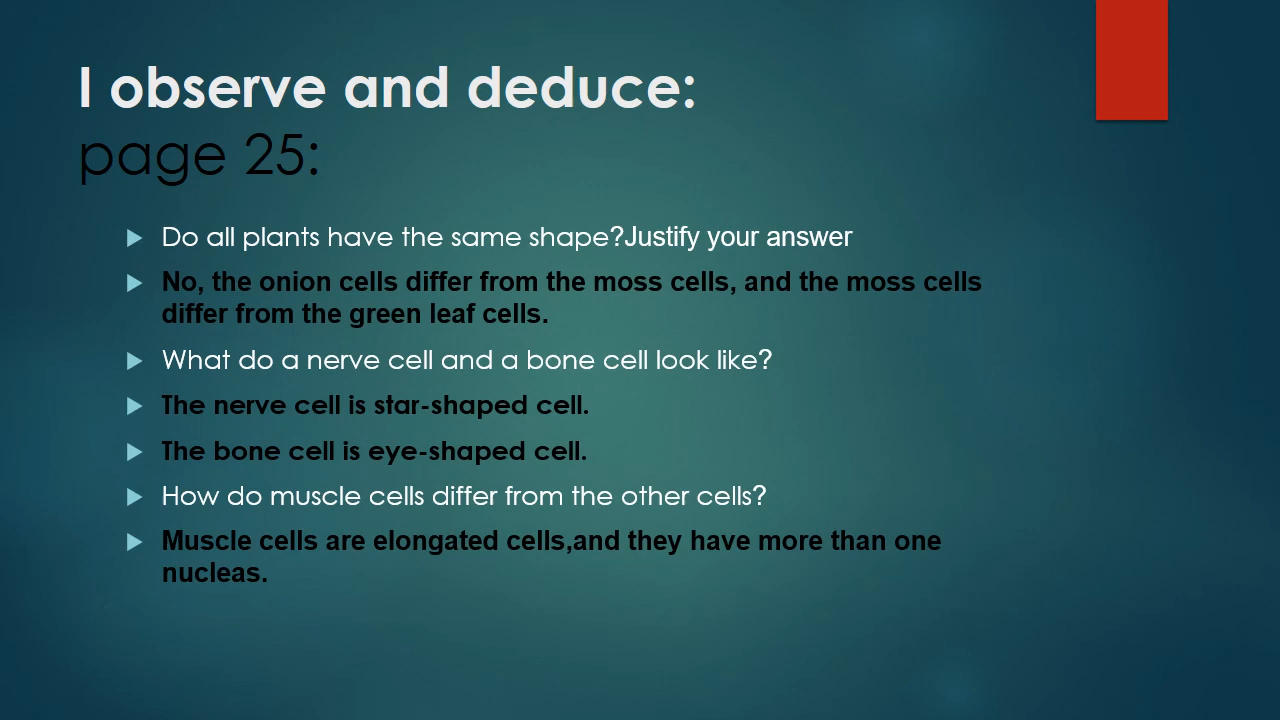 I observe and deduce:
page 25:
Do all plants have the same shape?Justify your answer
No, the onion cells differ from the moss cells, and the moss cells
differ from the green leaf cells.
What do a nerve cell and a bone cell look like?
The nerve cell is star-shaped cell.
The bone cell is eye-shaped cell.
How do muscle cells differ from the other cells?
Muscle cells are elongated cells,and they have more than one
nucleas.